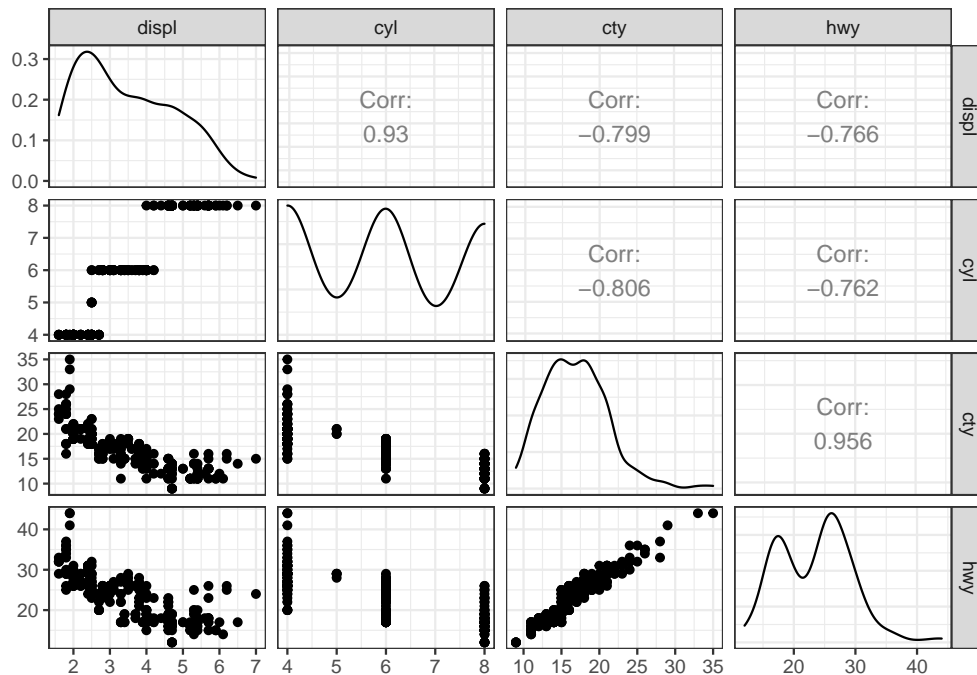 displ cyl cty hwy
0.3
0.2
0.1
0.0
Corr:
0.93
Corr:
−0.799
Corr:
−0.766
displ
8
7
6
5
4
Corr:
−0.806
Corr:
−0.762
cyl
35
30
25
20
15
10
Corr:
0.956
cty
40
30
20
hwy
2 3 4 5 6 7 4 5 6 7 8 10 15 20 25 30 35 20 30 40